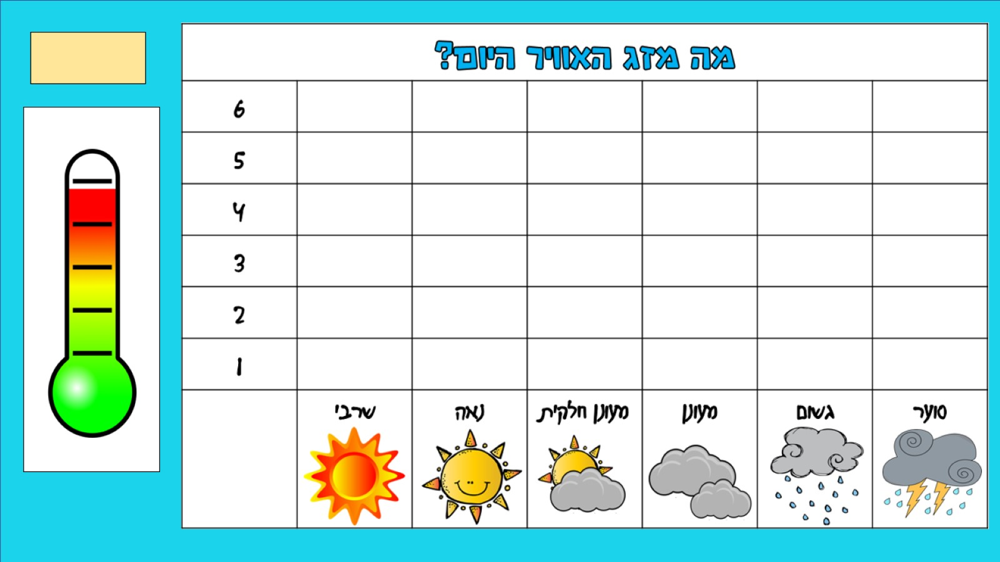 מה מזג האוויר היום?
6
5
4
3
2
1
סוער
גשום
מעונן
מעונן חלקית
נאה
שרבי